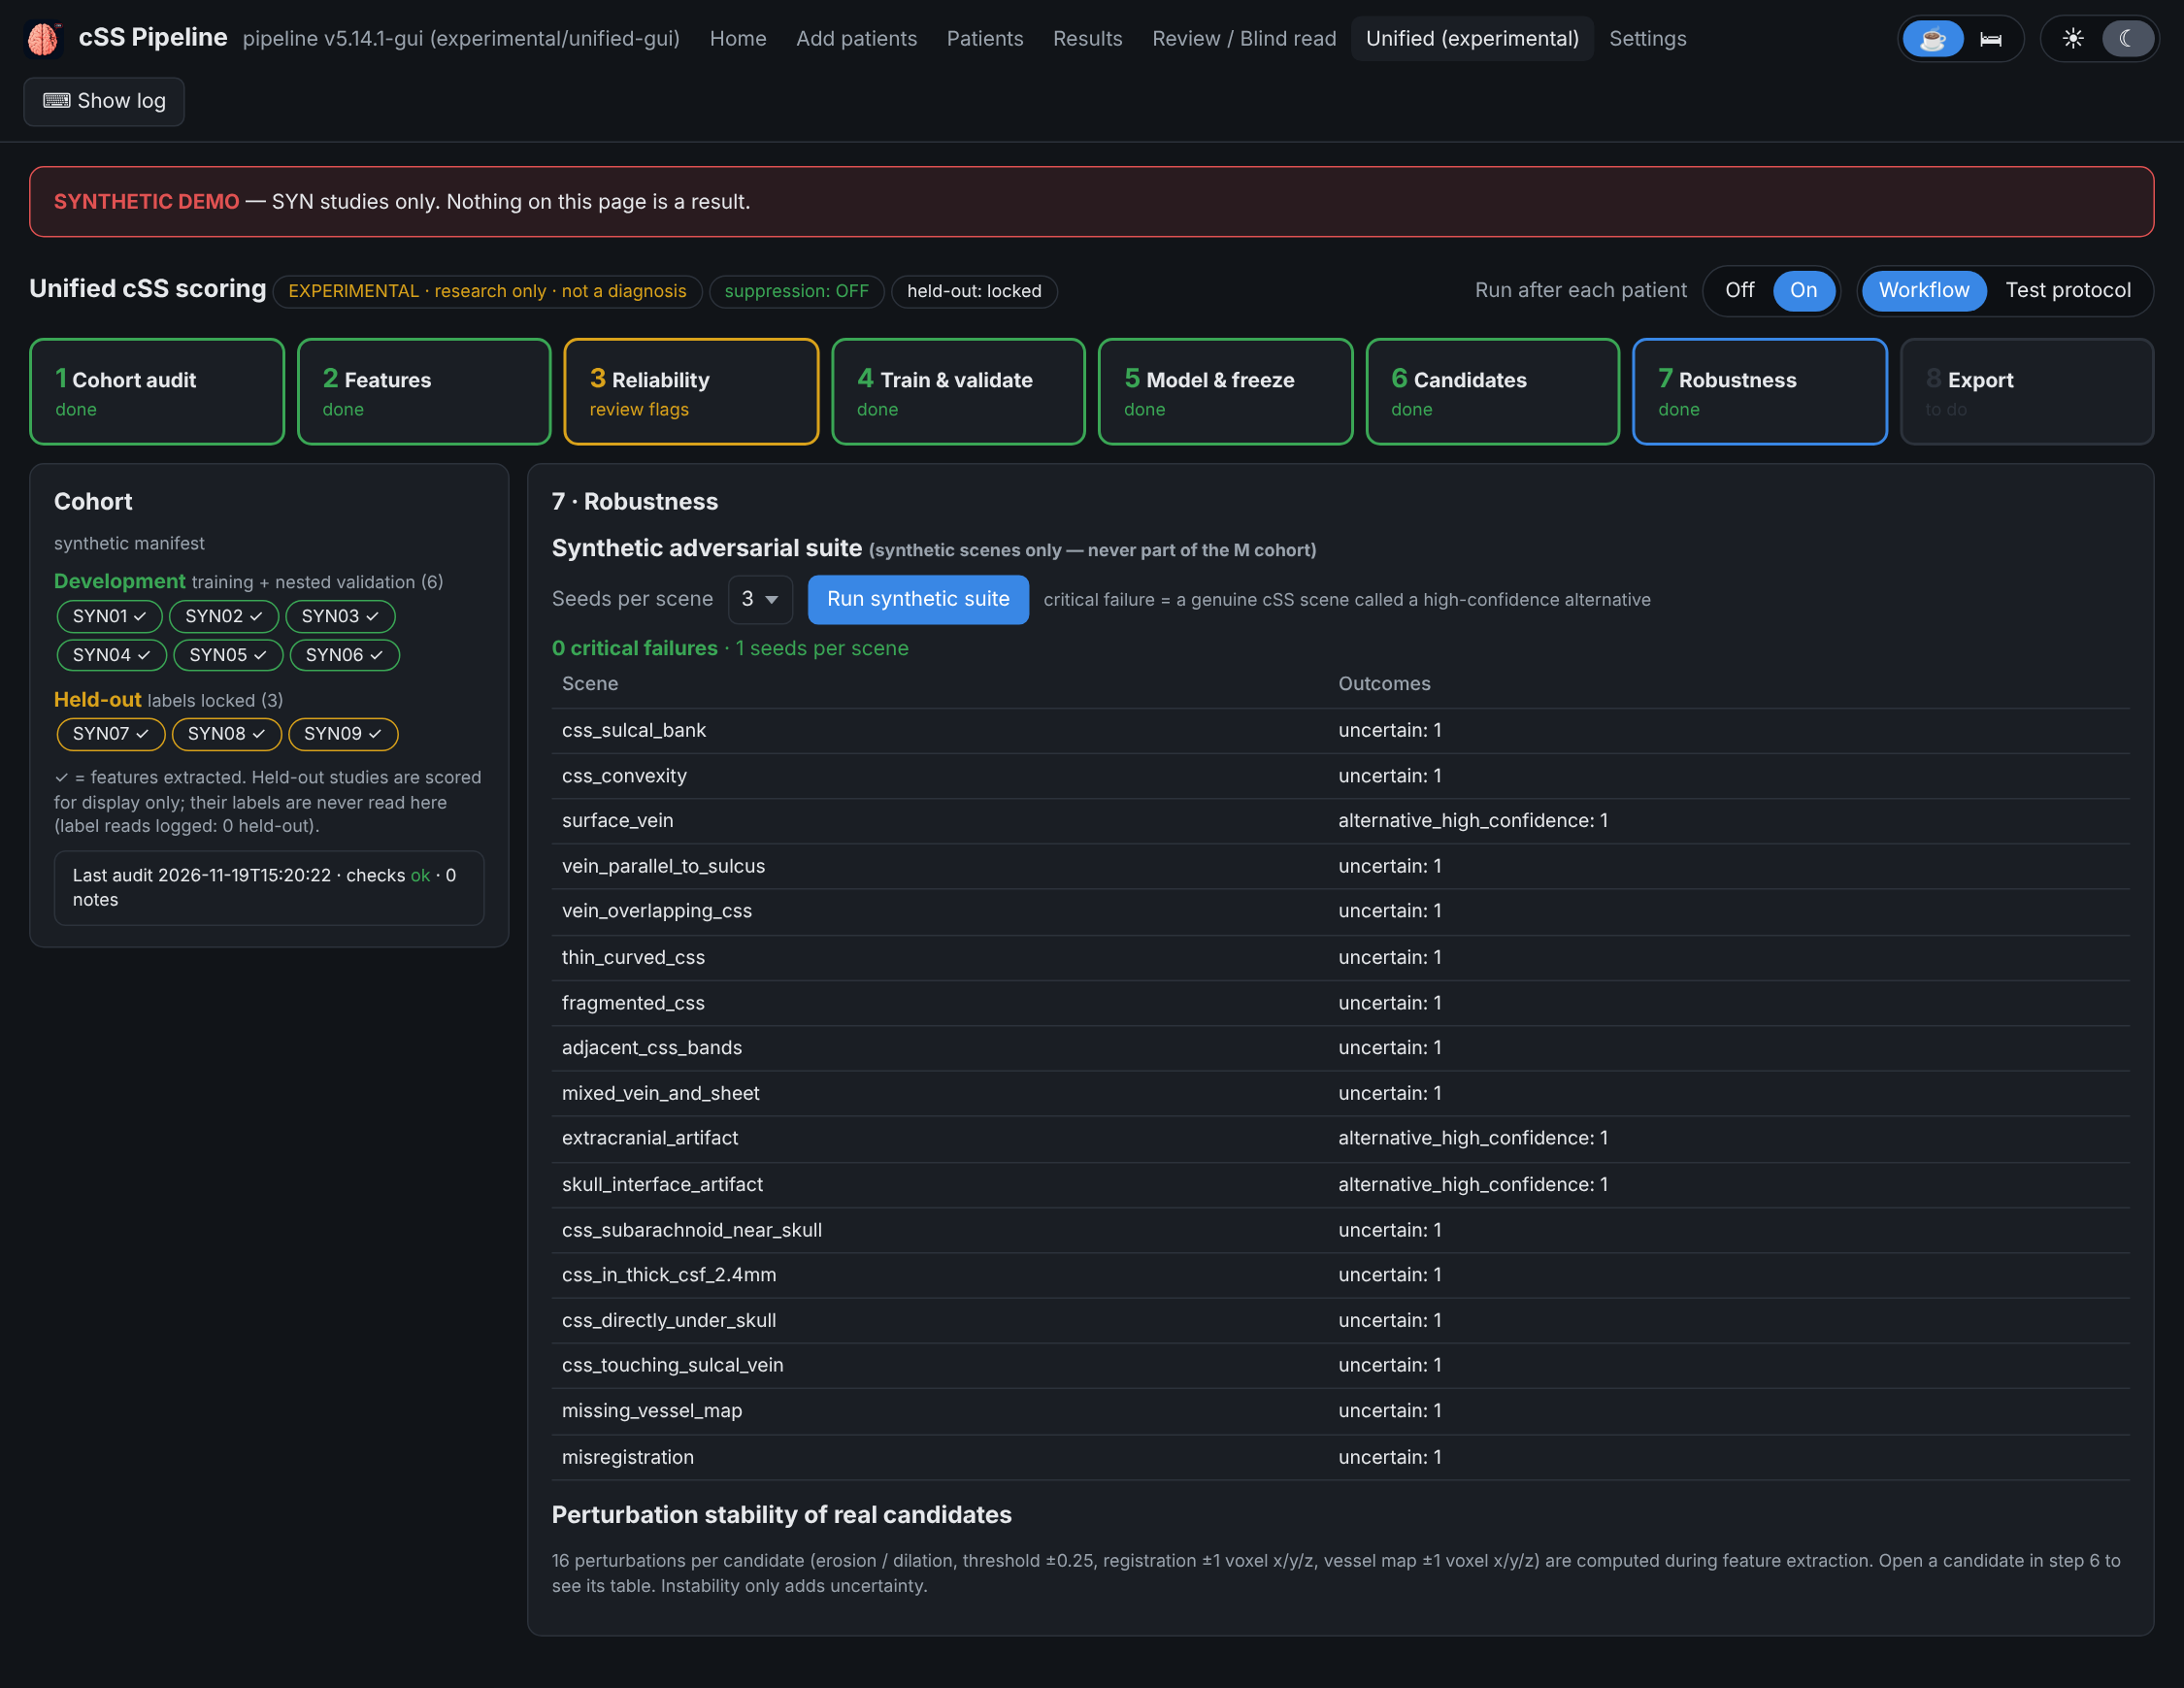 cSS Pipeline pipeline v5.14.1-gui (experimental/unified-gui) Home Add patients Patients Results Review / Blind read Unified (experimental) Settings
Show log
SYNTHETIC DEMO — SYN studies only. Nothing on this page is a result.
Unified cSS scoring EXPERIMENTAL · research only · not a diagnosis suppression: OFF held-out: locked Run after each patient Off On Workflow Test protocol
1 Cohort audit
done
2 Features
done
3 Reliability
review flags
4 Train & validate
done
5 Model & freeze
done
6 Candidates
done
7 Robustness
done
8 Export
to do
Cohort
synthetic manifest
Development training + nested validation (6)
SYN01 ✓ SYN02 ✓ SYN03 ✓
SYN04 ✓ SYN05 ✓ SYN06 ✓
Held-out labels locked (3)
SYN07 ✓ SYN08 ✓ SYN09 ✓
✓ = features extracted. Held-out studies are scored
for display only; their labels are never read here
(label reads logged: 0 held-out).
Last audit 2026-11-19T15:20:22 · checks ok · 0
notes
7 · Robustness
Synthetic adversarial suite (synthetic scenes only — never part of the M cohort)
Seeds per scene 3 Run synthetic suite critical failure = a genuine cSS scene called a high-confidence alternative
0 critical failures · 1 seeds per scene
Scene Outcomes
css_sulcal_bank uncertain: 1
css_convexity uncertain: 1
surface_vein alternative_high_confidence: 1
vein_parallel_to_sulcus uncertain: 1
vein_overlapping_css uncertain: 1
thin_curved_css uncertain: 1
fragmented_css uncertain: 1
adjacent_css_bands uncertain: 1
mixed_vein_and_sheet uncertain: 1
extracranial_artifact alternative_high_confidence: 1
skull_interface_artifact alternative_high_confidence: 1
css_subarachnoid_near_skull uncertain: 1
css_in_thick_csf_2.4mm uncertain: 1
css_directly_under_skull uncertain: 1
css_touching_sulcal_vein uncertain: 1
missing_vessel_map uncertain: 1
misregistration uncertain: 1
Perturbation stability of real candidates
16 perturbations per candidate (erosion / dilation, threshold ±0.25, registration ±1 voxel x/y/z, vessel map ±1 voxel x/y/z) are computed during feature extraction. Open a candidate in step 6 to
see its table. Instability only adds uncertainty.